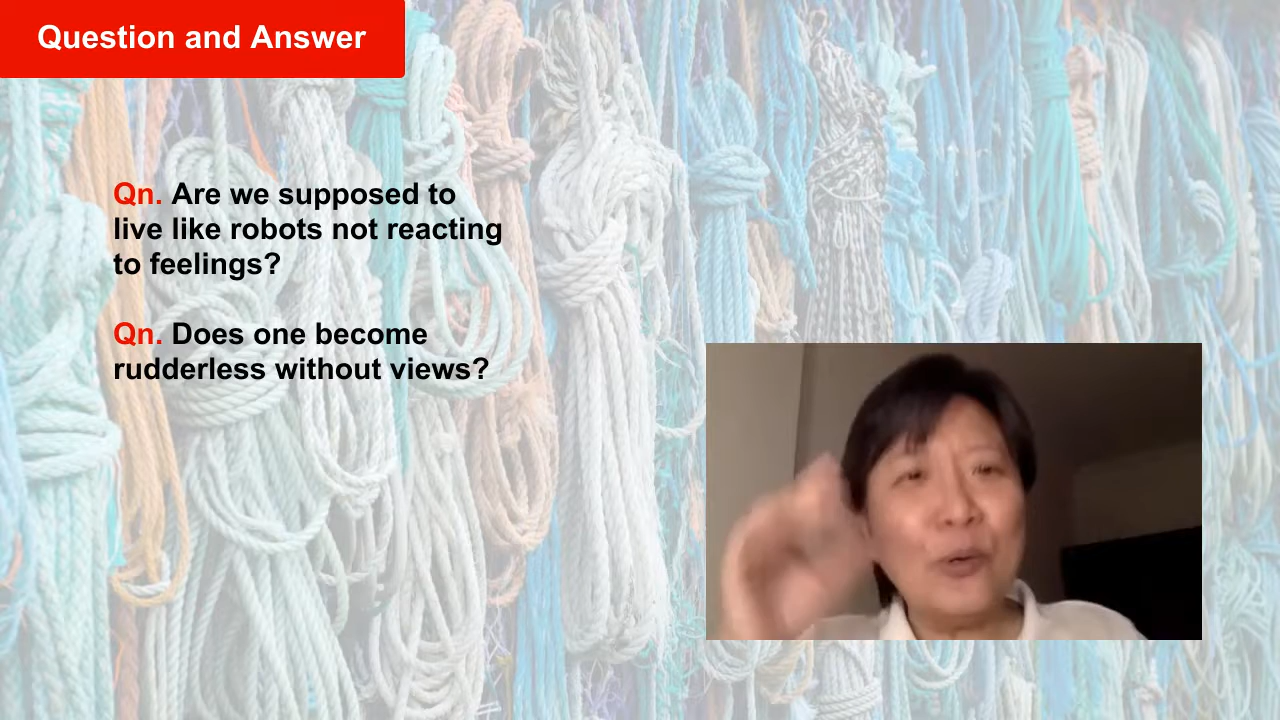 Question and Answer
Qn. Are we supposed to
live like robots not reacting
to feelings?
Qn. Does one become
rudderless without views?